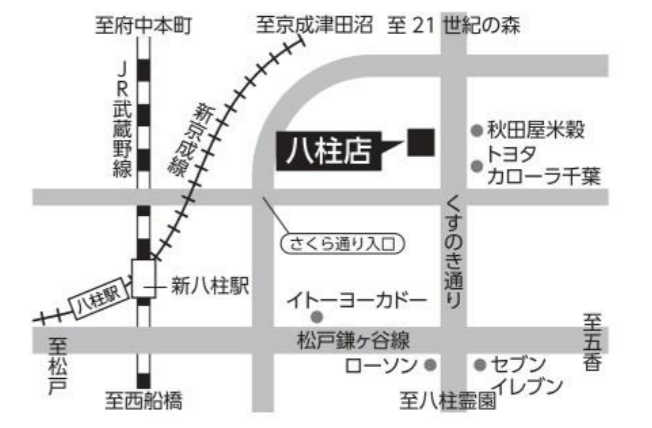 至府中本町
至京成津田沼
至 21 世紀の森
JR武蔵野線
新京成線
八柱店
秋田屋米穀
トヨタ
カローラ千葉
さくら通り入口
くすのき通り
八柱駅
新八柱駅
イトーヨーカドー
松戸鎌ヶ谷線
至五香
至松戸
ローソン
セブン
イレブン
至西船橋
至八柱霊園